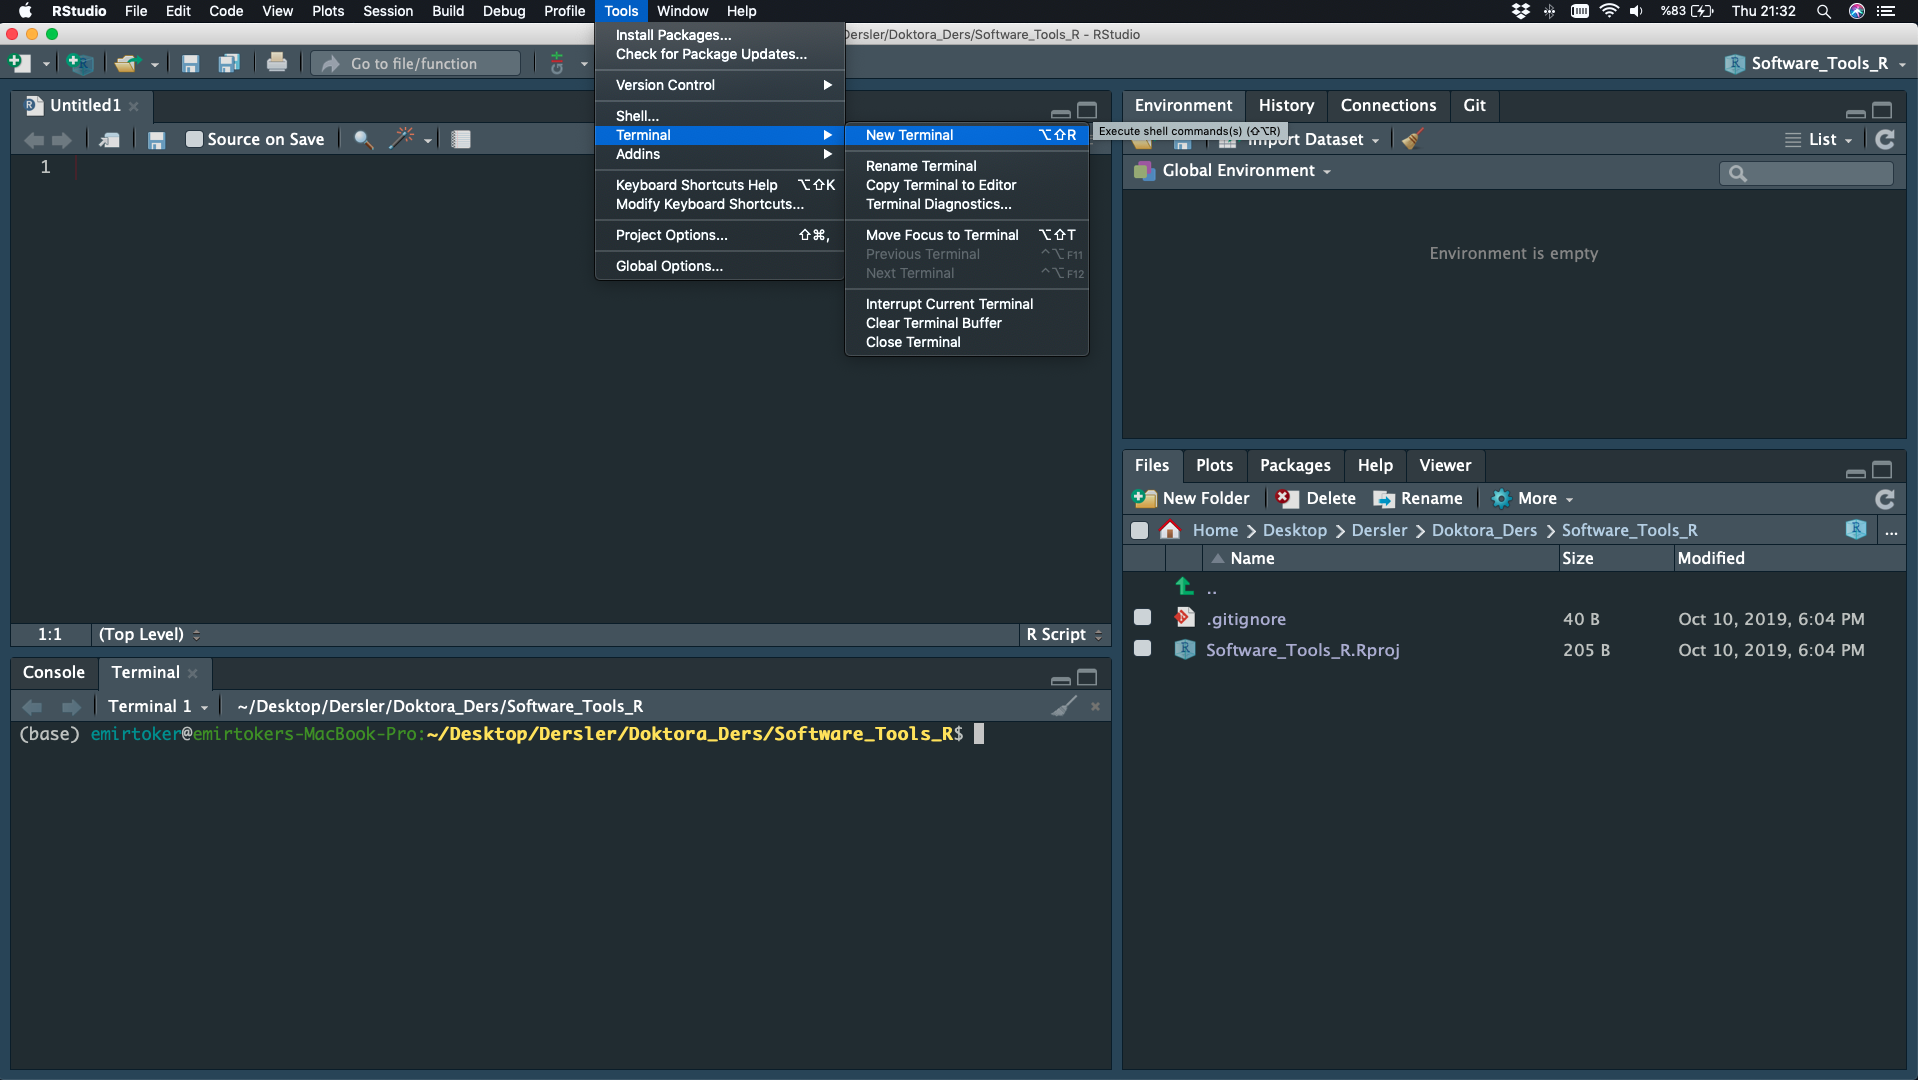 RStudio File Edit Code View Plots Session Build Debug Profile Tools Window Help %83 Thu 21:32
Dersler/Doktora_Ders/Software_Tools_R - RStudio
Go to file/function
Software_Tools_R
Install Packages...
Check for Package Updates...
Version Control
Shell...
Terminal
Addins
Keyboard Shortcuts Help ⌥⇧K
Modify Keyboard Shortcuts...
Project Options... ⇧⌘,
Global Options...
New Terminal ⌥⇧R
Rename Terminal
Copy Terminal to Editor
Terminal Diagnostics...
Move Focus to Terminal ⌥⇧T
Previous Terminal ^⌥F11
Next Terminal ^⌥F12
Interrupt Current Terminal
Clear Terminal Buffer
Close Terminal
Execute shell commands(s) (⇧⌥R)
Untitled1
Source on Save
1
1:1 (Top Level) R Script
Console Terminal
Terminal 1 ~/Desktop/Dersler/Doktora_Ders/Software_Tools_R
(base) emirtoker@emirtokers-MacBook-Pro:~/Desktop/Dersler/Doktora_Ders/Software_Tools_R$
Environment History Connections Git
Import Dataset List
Global Environment
Environment is empty
Files Plots Packages Help Viewer
New Folder Delete Rename More
Home Desktop Dersler Doktora_Ders Software_Tools_R ...
Name Size Modified
..
.gitignore 40 B Oct 10, 2019, 6:04 PM
Software_Tools_R.Rproj 205 B Oct 10, 2019, 6:04 PM